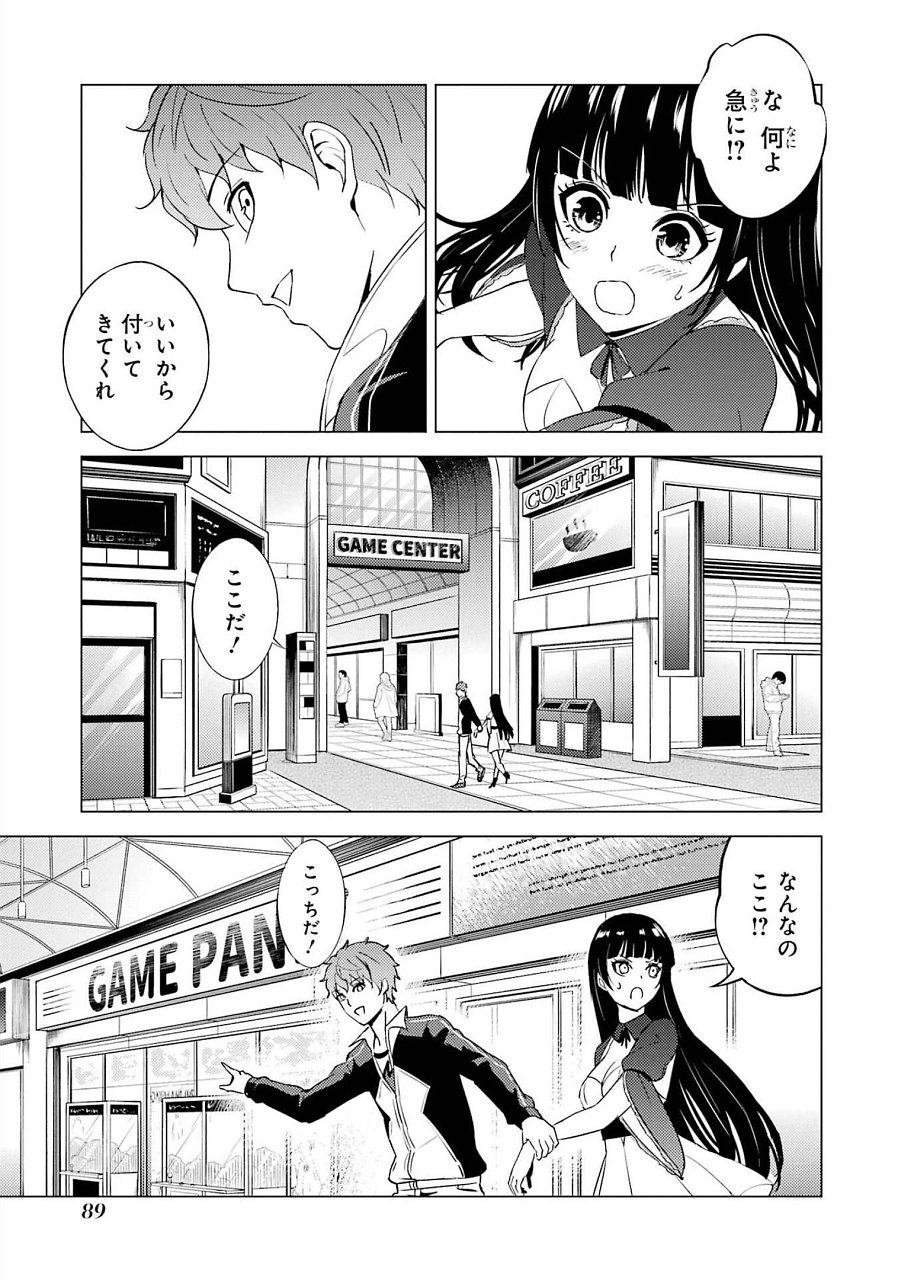 な 何よ
急に!?
いいから
付いて
きてくれ
COFFEE
GAME CENTER
ここだ!
なんなの
ここ!?
こっちだ!
GAME PAN
89